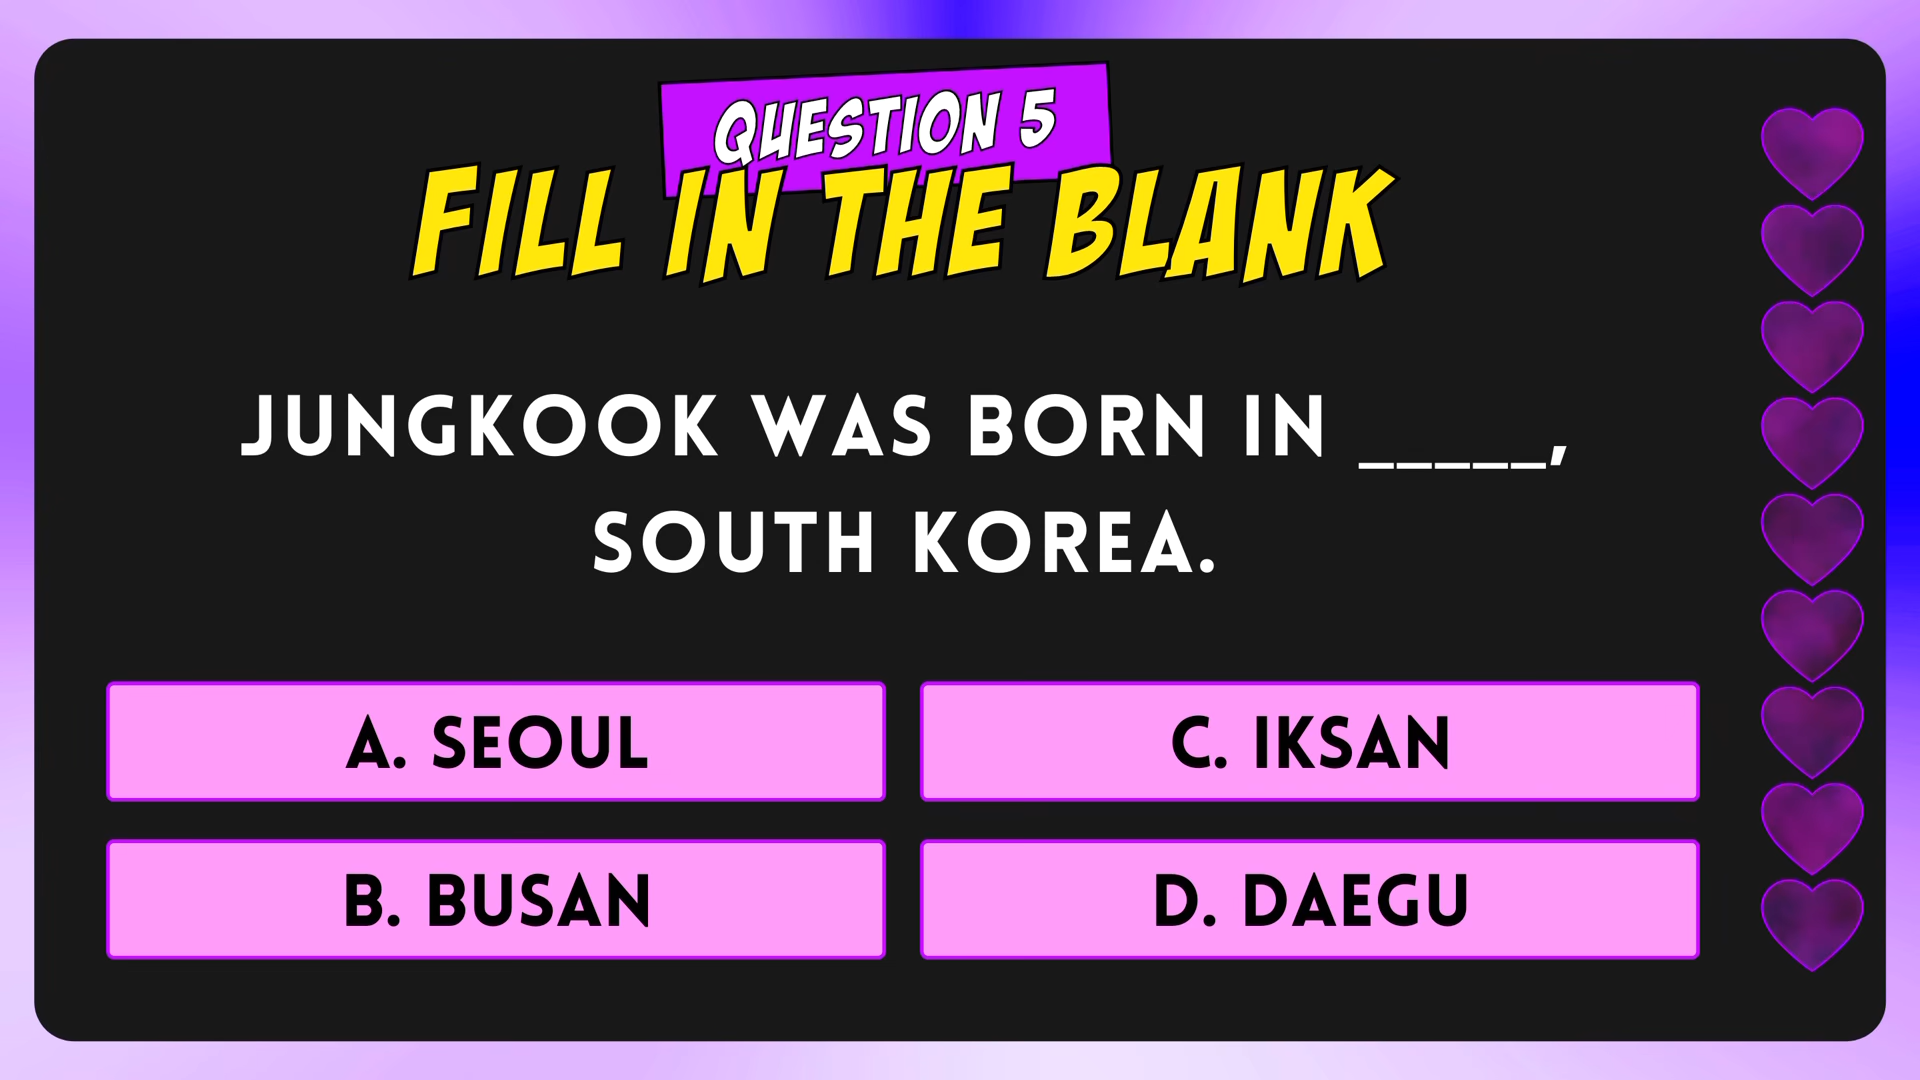 QUESTION 5
FILL IN THE BLANK
JUNGKOOK WAS BORN IN _____,
SOUTH KOREA.
A. SEOUL
C. IKSAN
B. BUSAN
D. DAEGU